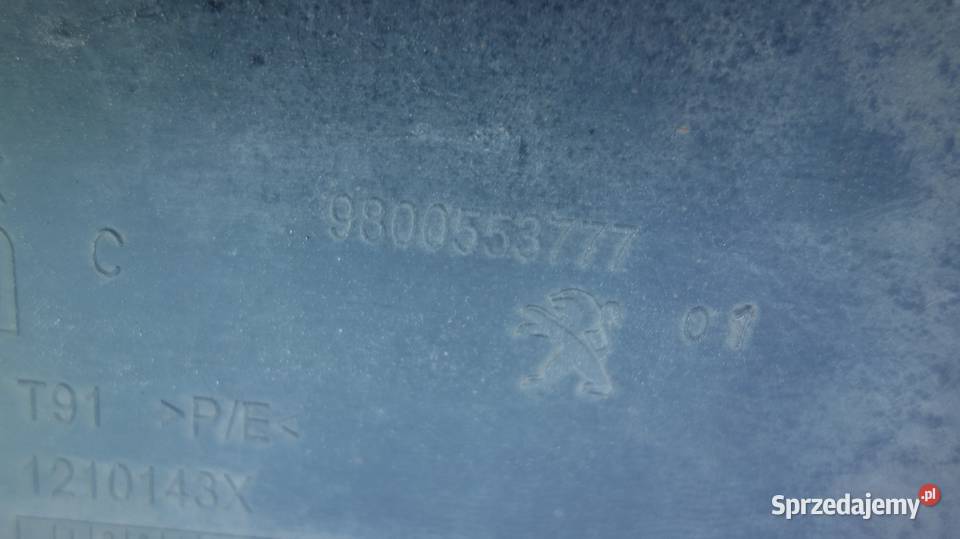 9800553777
C
01
T91 >P/E<
1210143X
Sprzedajemy.pl